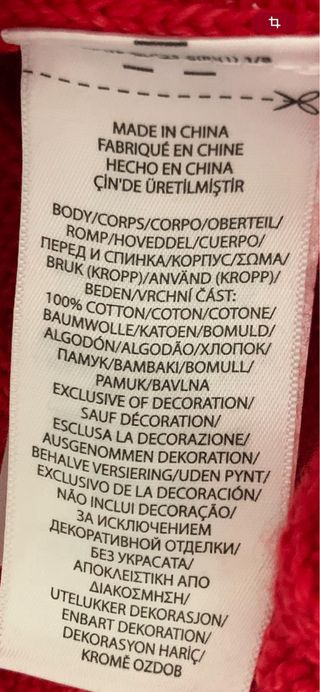 MADE IN CHINA
FABRIQUÉ EN CHINE
HECHO EN CHINA
ÇİN'DE ÜRETİLMİŞTİR
BODY/CORPS/CORPO/OBERTEIL/
ROMP/HOVEDDEL/CUERPO/
ПЕРЕД И СПИНКА/КОРПУС/ΣΩΜΑ/
BRUK (KROPP)/ANVÄND (KROPP)/
BEDEN/VRCHNÍ ČÁST:
100% COTTON/COTON/COTONE/
BAUMWOLLE/KATOEN/BOMULD/
ALGODÓN/ALGODÃO/ХЛОПОК/
ПАМУК/ΒΑΜΒΑΚΙ/BOMULL/
PAMUK/BAVLNA
EXCLUSIVE OF DECORATION/
SAUF DÉCORATION/
ESCLUSA LA DECORAZIONE/
AUSGENOMMEN DEKORATION/
BEHALVE VERSIERING/UDEN PYNT/
EXCLUSIVO DE LA DECORACIÓN/
NÃO INCLUI DECORAÇÃO/
ЗА ИСКЛЮЧЕНИЕМ
ДЕКОРАТИВНОЙ ОТДЕЛКИ/
БЕЗ УКРАСАТА/
ΑΠΟΚΛΕΙΣΤΙΚΗ ΑΠΟ
ΔΙΑΚΟΣΜΗΣΗ/
UTELUKKER DEKORASJON/
ENBART DEKORATION/
DEKORASYON HARİÇ/
KROMĚ OZDOB